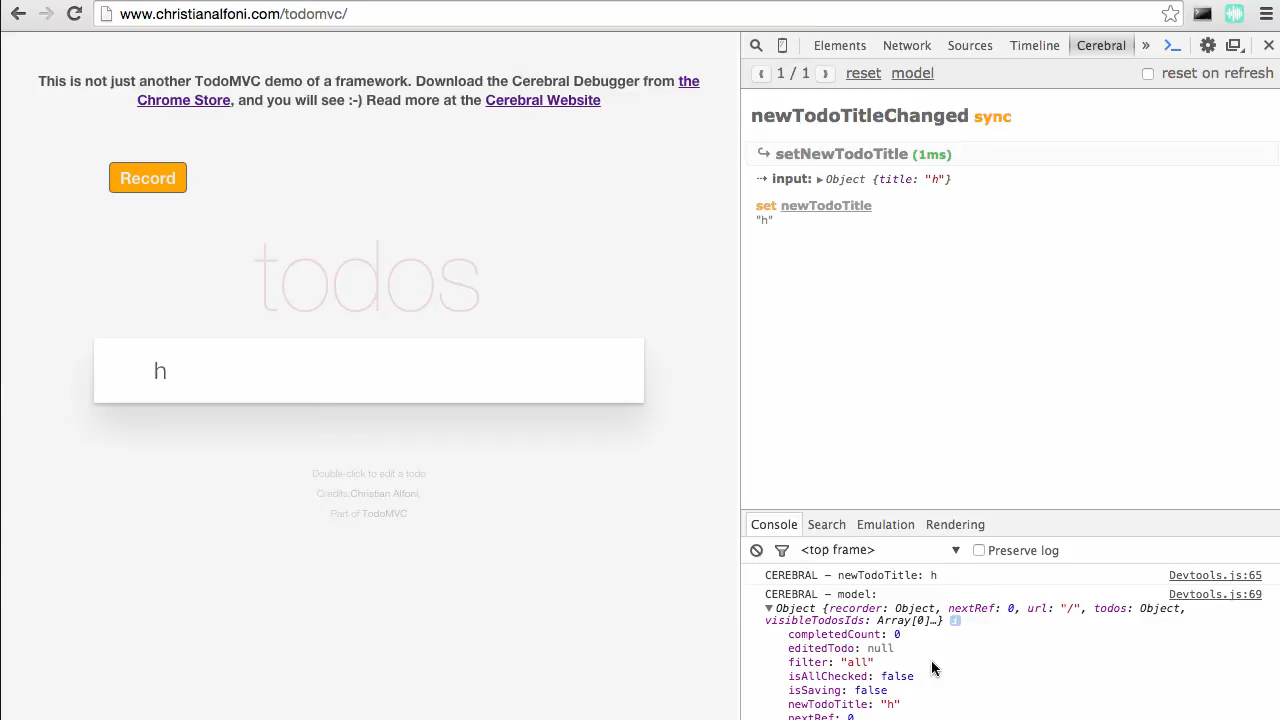 www.christianalfoni.com/todomvc/
This is not just another TodoMVC demo of a framework. Download the Cerebral Debugger from the
Chrome Store, and you will see :-) Read more at the Cerebral Website
Record
todos
h
Double-click to edit a todo
Credits Christian Alfoni,
Part of TodoMVC
Elements Network Sources Timeline Cerebral »
1 / 1 reset model reset on refresh
newTodoTitleChanged sync
setNewTodoTitle (1ms)
input: Object {title: "h"}
set newTodoTitle
"h"
Console Search Emulation Rendering
<top frame> Preserve log
CEREBRAL - newTodoTitle: h Devtools.js:65
CEREBRAL - model: Devtools.js:69
Object {recorder: Object, nextRef: 0, url: "/", todos: Object,
visibleTodosIds: Array[0]…}
completedCount: 0
editedTodo: null
filter: "all"
isAllChecked: false
isSaving: false
newTodoTitle: "h"
nextRef: 0